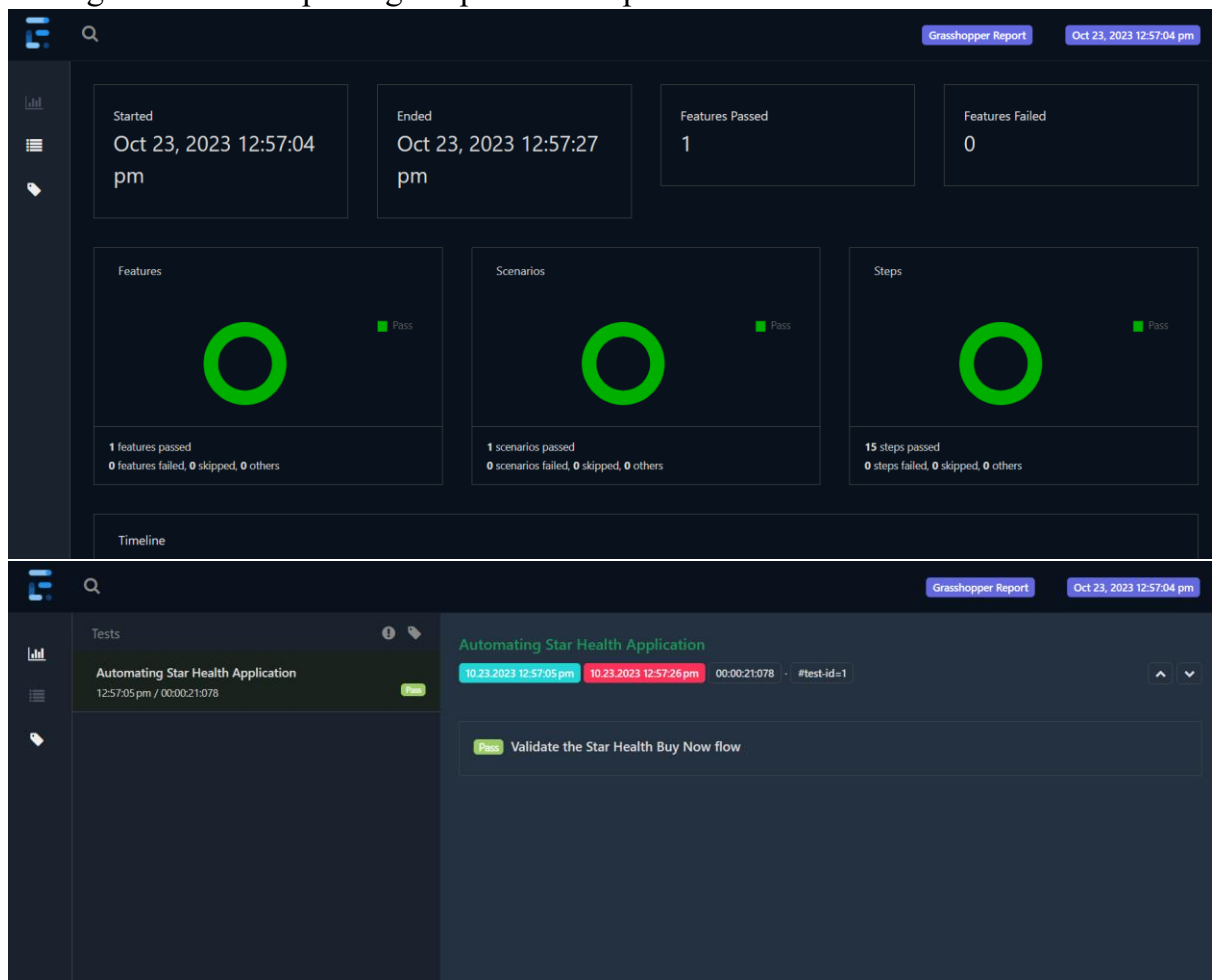 Grasshopper Report
Oct 23, 2023 12:57:04 pm
Started
Oct 23, 2023 12:57:04
pm
Ended
Oct 23, 2023 12:57:27
pm
Features Passed
1
Features Failed
0
Features
Pass
1 features passed
0 features failed, 0 skipped, 0 others
Scenarios
Pass
1 scenarios passed
0 scenarios failed, 0 skipped, 0 others
Steps
Pass
15 steps passed
0 steps failed, 0 skipped, 0 others
Timeline
Grasshopper Report
Oct 23, 2023 12:57:04 pm
Tests
Automating Star Health Application
12:57:05 pm / 00:00:21:078
Pass
Automating Star Health Application
10.23.2023 12:57:05 pm 10.23.2023 12:57:26 pm 00:00:21:078 · #test-id=1
Pass Validate the Star Health Buy Now flow